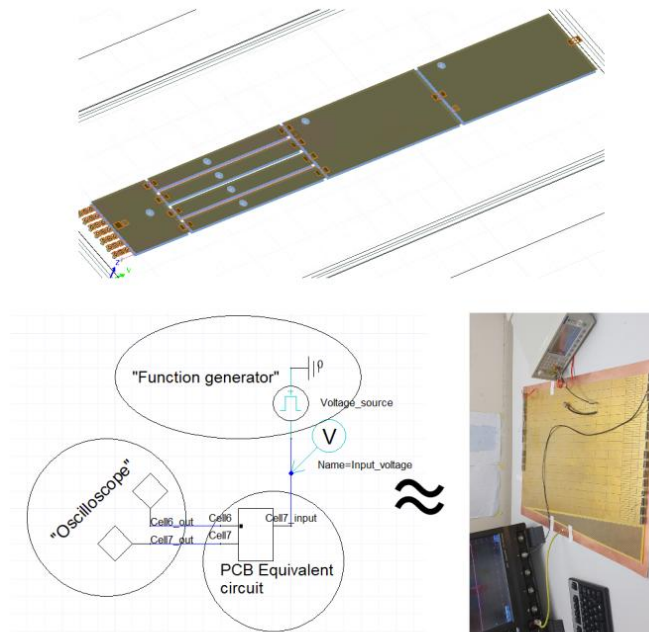 "Function generator"
Voltage_source
V
Name=Input_voltage
"Oscilloscope"
Cell6_out
Cell6
Cell7_input
Cell7_out
Cell7
PCB Equivalent
circuit
≈